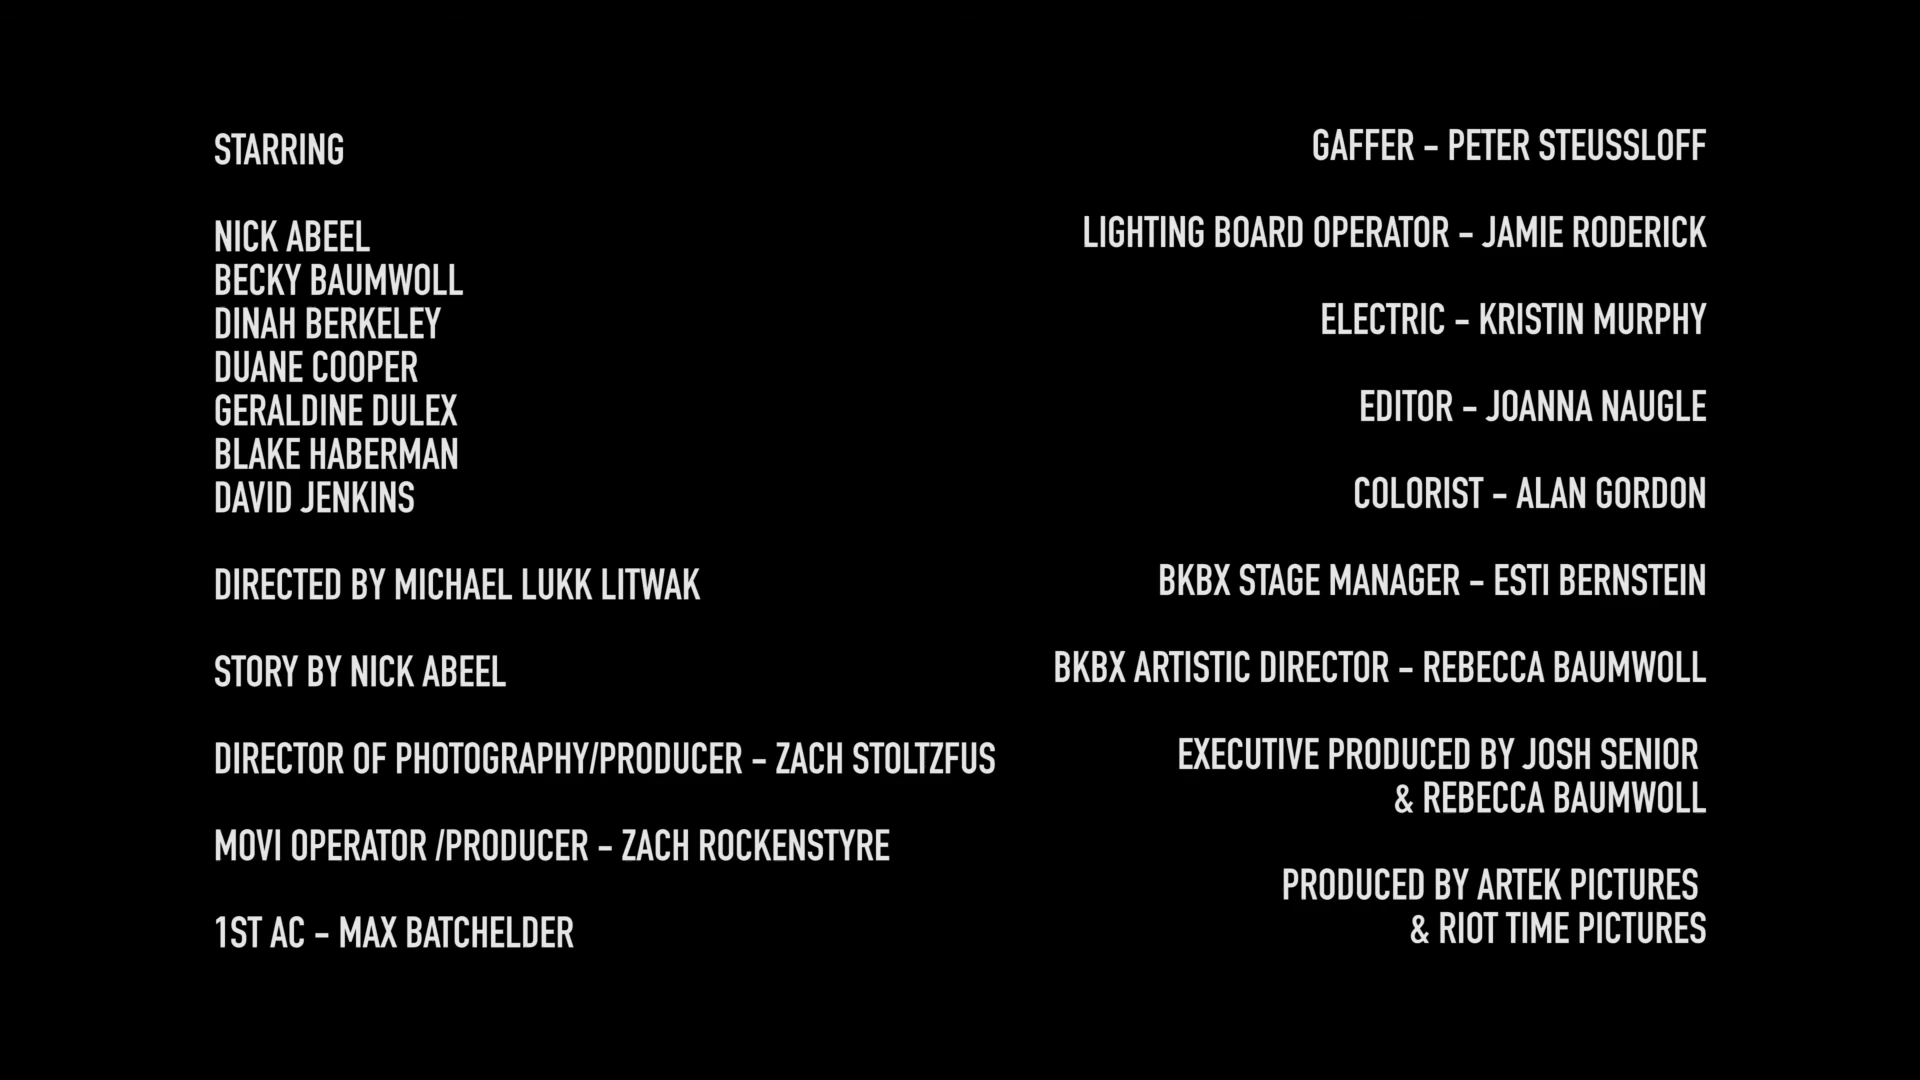 STARRING
NICK ABEEL
BECKY BAUMWOLL
DINAH BERKELEY
DUANE COOPER
GERALDINE DULEX
BLAKE HABERMAN
DAVID JENKINS
DIRECTED BY MICHAEL LUKK LITWAK
STORY BY NICK ABEEL
DIRECTOR OF PHOTOGRAPHY/PRODUCER - ZACH STOLTZFUS
MOVI OPERATOR /PRODUCER - ZACH ROCKENSTYRE
1ST AC - MAX BATCHELDER
GAFFER - PETER STEUSSLOFF
LIGHTING BOARD OPERATOR - JAMIE RODERICK
ELECTRIC - KRISTIN MURPHY
EDITOR - JOANNA NAUGLE
COLORIST - ALAN GORDON
BKBX STAGE MANAGER - ESTI BERNSTEIN
BKBX ARTISTIC DIRECTOR - REBECCA BAUMWOLL
EXECUTIVE PRODUCED BY JOSH SENIOR
& REBECCA BAUMWOLL
PRODUCED BY ARTEK PICTURES
& RIOT TIME PICTURES